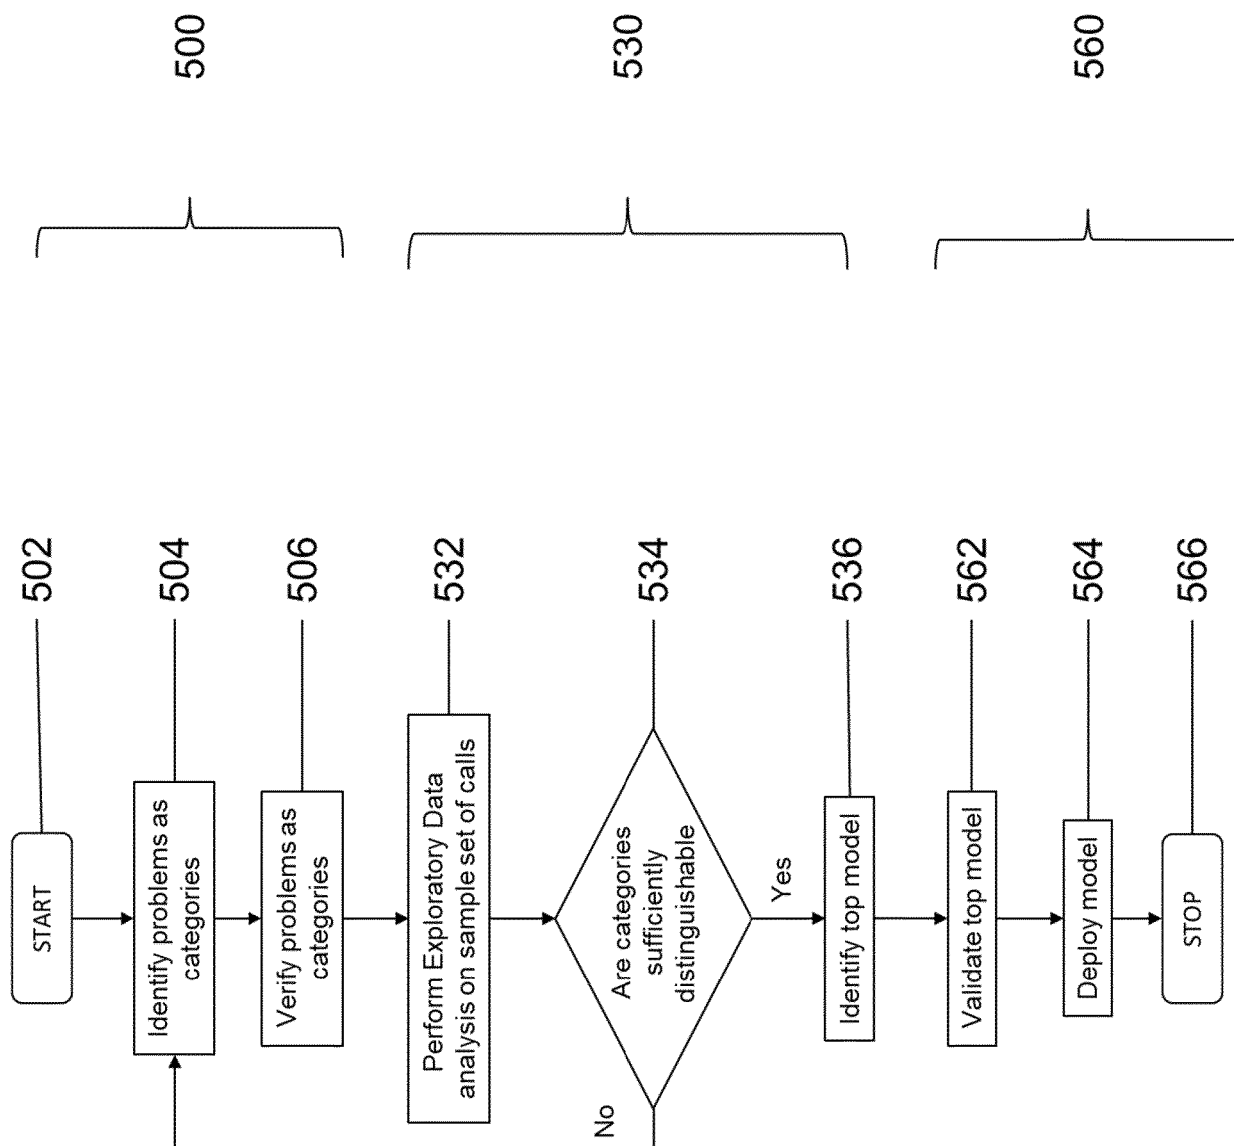 START
502
500
Identify problems as
categories
504
Verify problems as
categories
506
Perform Exploratory Data
analysis on sample set of calls
532
530
Are categories
sufficiently
distinguishable
534
No
Yes
Identify top model
536
Validate top model
562
560
Deploy model
564
STOP
566